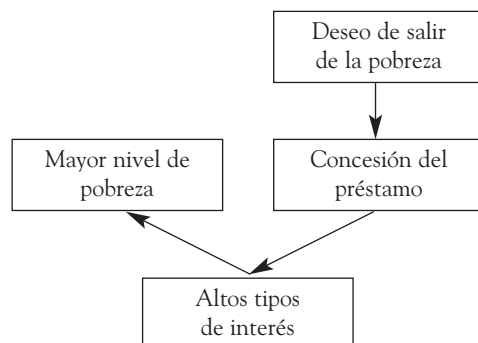 Deseo de salir
de la pobreza
Mayor nivel de
pobreza
Concesión del
préstamo
Altos tipos
de interés